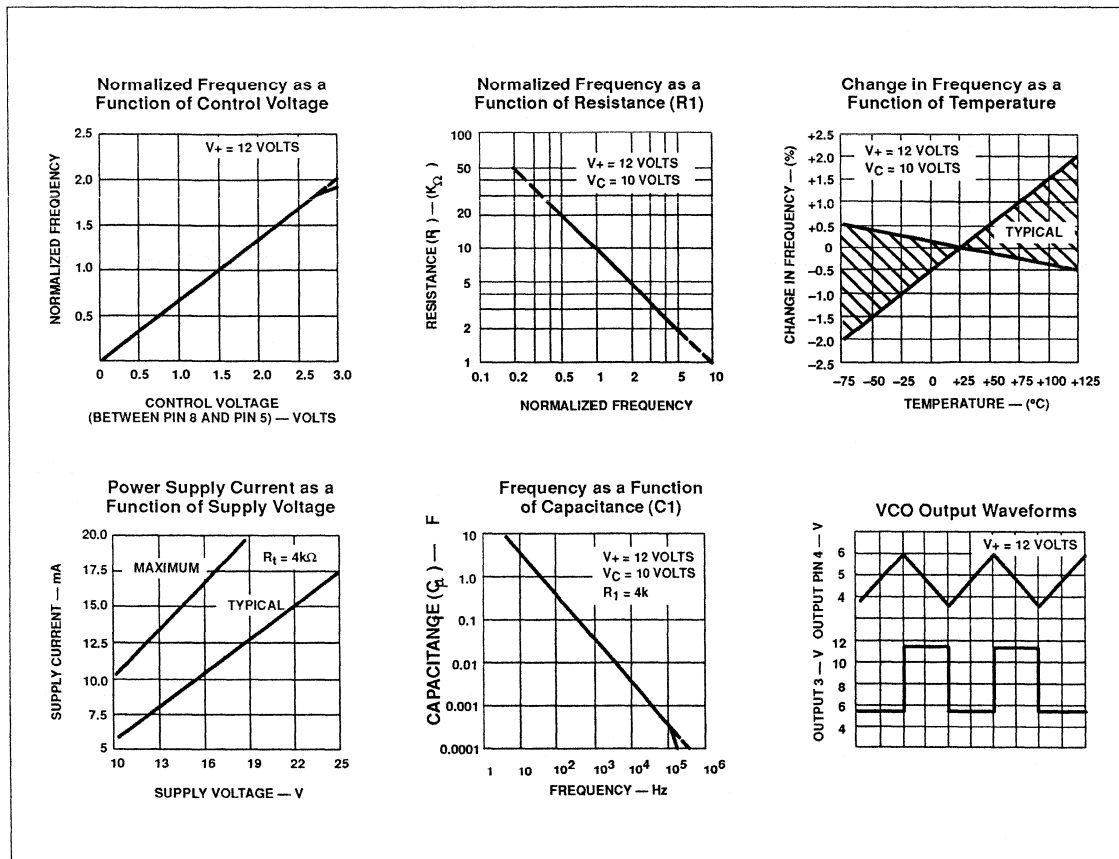 Normalized Frequency as a
Function of Control Voltage
NORMALIZED FREQUENCY
2.5
2.0
1.5
1.0
0.5
0
V+ = 12 VOLTS
0 0.5 1.0 1.5 2.0 2.5 3.0
CONTROL VOLTAGE
(BETWEEN PIN 8 AND PIN 5) — VOLTS
Normalized Frequency as a
Function of Resistance (R1)
RESISTANCE (R1) — (KΩ)
100
50
20
10
5
2
1
V+ = 12 VOLTS
VC = 10 VOLTS
0.1 0.2 0.5 1 2 5 10
NORMALIZED FREQUENCY
Change in Frequency as a
Function of Temperature
CHANGE IN FREQUENCY — (%)
+2.5
+2.0
+1.5
+1.0
+0.5
0
−0.5
−1.0
−1.5
−2.0
−2.5
V+ = 12 VOLTS
VC = 10 VOLTS
TYPICAL
−75 −50 −25 0 +25 +50 +75 +100 +125
TEMPERATURE — (°C)
Power Supply Current as a
Function of Supply Voltage
SUPPLY CURRENT — mA
20.0
17.5
15.0
12.5
10.0
7.5
5
MAXIMUM
Rt = 4kΩ
TYPICAL
10 13 16 19 22 25
SUPPLY VOLTAGE — V
Frequency as a Function
of Capacitance (C1)
CAPACITANGE (C1) — µF
10
1.0
0.1
0.01
0.001
0.0001
V+ = 12 VOLTS
VC = 10 VOLTS
R1 = 4k
1 10 10² 10³ 10⁴ 10⁵ 10⁶
FREQUENCY — Hz
VCO Output Waveforms
V+ = 12 VOLTS
OUTPUT PIN 4 — V
6
5
4
OUTPUT 3 — V
12
10
8
6
4